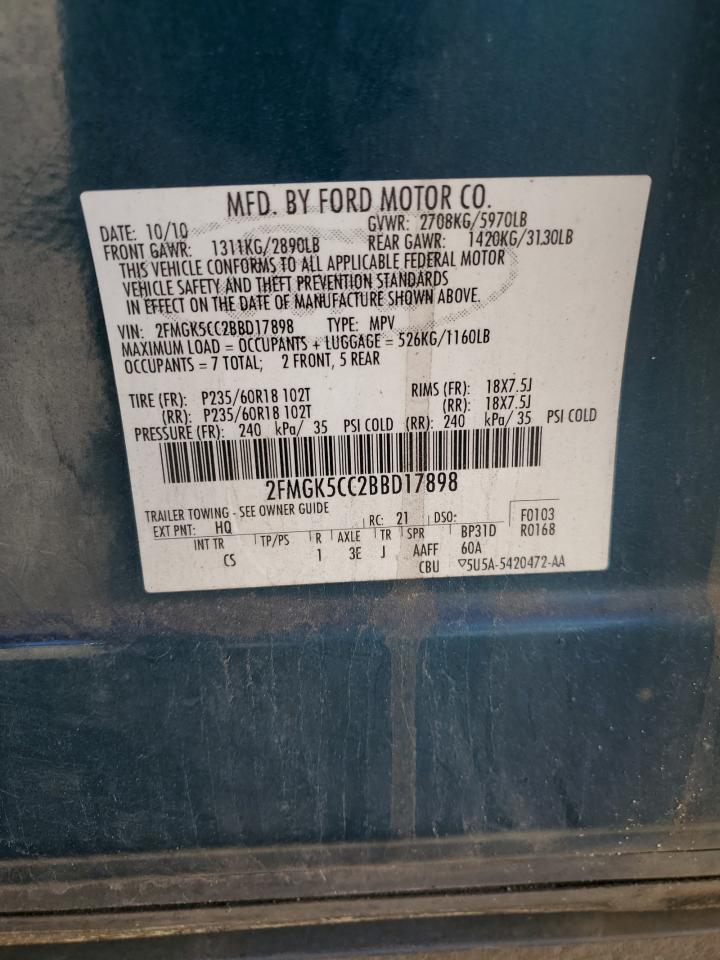 MFD. BY FORD MOTOR CO.
DATE: 10/10 GVWR: 2708KG/5970LB
FRONT GAWR: 1311KG/2890LB REAR GAWR: 1420KG/3130LB
THIS VEHICLE CONFORMS TO ALL APPLICABLE FEDERAL MOTOR
VEHICLE SAFETY AND THEFT PREVENTION STANDARDS
IN EFFECT ON THE DATE OF MANUFACTURE SHOWN ABOVE.
VIN: 2FMGK5CC2BBD17898 TYPE: MPV
MAXIMUM LOAD = OCCUPANTS + LUGGAGE = 526KG/1160LB
OCCUPANTS = 7 TOTAL; 2 FRONT, 5 REAR
TIRE (FR): P235/60R18 102T RIMS (FR): 18X7.5J
(RR): P235/60R18 102T (RR): 18X7.5J
PRESSURE (FR): 240 kPa/ 35 PSI COLD (RR): 240 kPa/ 35 PSI COLD
2FMGK5CC2BBD17898
TRAILER TOWING - SEE OWNER GUIDE
EXT PNT: HQ RC: 21 DSO: F0103
R0168
INT TR TP/PS R AXLE TR SPR BP31D
CS 1 3E J AAFF 60A
CBU ▽5U5A-5420472-AA